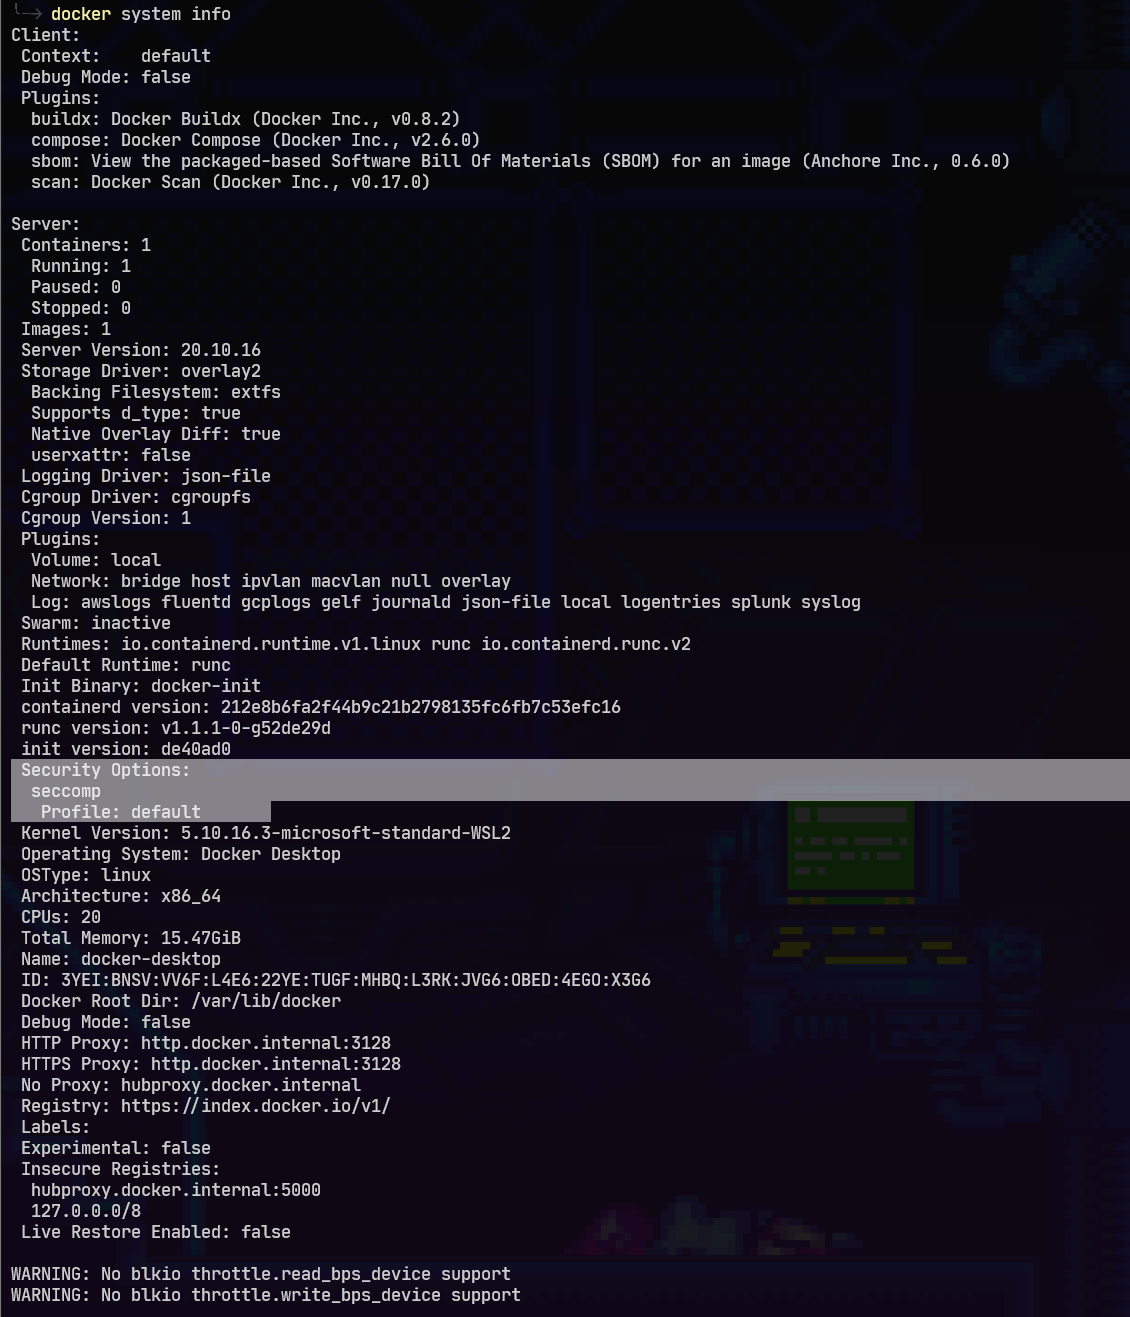 ╰─→ docker system info
Client:
 Context:    default
 Debug Mode: false
 Plugins:
  buildx: Docker Buildx (Docker Inc., v0.8.2)
  compose: Docker Compose (Docker Inc., v2.6.0)
  sbom: View the packaged-based Software Bill Of Materials (SBOM) for an image (Anchore Inc., 0.6.0)
  scan: Docker Scan (Docker Inc., v0.17.0)

Server:
 Containers: 1
  Running: 1
  Paused: 0
  Stopped: 0
 Images: 1
 Server Version: 20.10.16
 Storage Driver: overlay2
  Backing Filesystem: extfs
  Supports d_type: true
  Native Overlay Diff: true
  userxattr: false
 Logging Driver: json-file
 Cgroup Driver: cgroupfs
 Cgroup Version: 1
 Plugins:
  Volume: local
  Network: bridge host ipvlan macvlan null overlay
  Log: awslogs fluentd gcplogs gelf journald json-file local logentries splunk syslog
 Swarm: inactive
 Runtimes: io.containerd.runtime.v1.linux runc io.containerd.runc.v2
 Default Runtime: runc
 Init Binary: docker-init
 containerd version: 212e8b6fa2f44b9c21b2798135fc6fb7c53efc16
 runc version: v1.1.1-0-g52de29d
 init version: de40ad0
 Security Options:
  seccomp
   Profile: default
 Kernel Version: 5.10.16.3-microsoft-standard-WSL2
 Operating System: Docker Desktop
 OSType: linux
 Architecture: x86_64
 CPUs: 20
 Total Memory: 15.47GiB
 Name: docker-desktop
 ID: 3YEI:BNSV:VV6F:L4E6:22YE:TUGF:MHBQ:L3RK:JVG6:OBED:4EGO:X3G6
 Docker Root Dir: /var/lib/docker
 Debug Mode: false
 HTTP Proxy: http.docker.internal:3128
 HTTPS Proxy: http.docker.internal:3128
 No Proxy: hubproxy.docker.internal
 Registry: https://index.docker.io/v1/
 Labels:
 Experimental: false
 Insecure Registries:
  hubproxy.docker.internal:5000
  127.0.0.0/8
 Live Restore Enabled: false

WARNING: No blkio throttle.read_bps_device support
WARNING: No blkio throttle.write_bps_device support